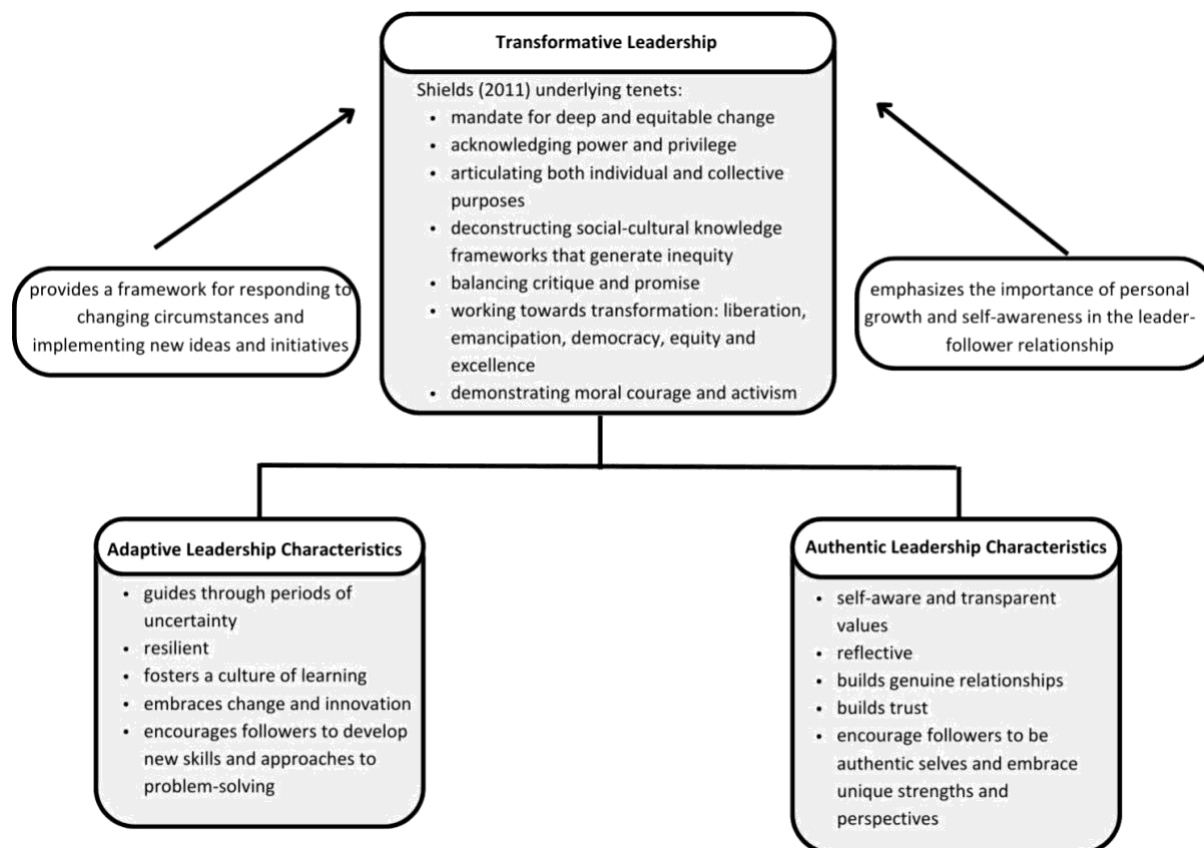 Transformative Leadership
Shields (2011) underlying tenets:
• mandate for deep and equitable change
• acknowledging power and privilege
• articulating both individual and collective
purposes
• deconstructing social-cultural knowledge
frameworks that generate inequity
• balancing critique and promise
• working towards transformation: liberation,
emancipation, democracy, equity and
excellence
• demonstrating moral courage and activism
provides a framework for responding to
changing circumstances and
implementing new ideas and initiatives
emphasizes the importance of personal
growth and self-awareness in the leader-
follower relationship
Adaptive Leadership Characteristics
• guides through periods of
uncertainty
• resilient
• fosters a culture of learning
• embraces change and innovation
• encourages followers to develop
new skills and approaches to
problem-solving
Authentic Leadership Characteristics
• self-aware and transparent
values
• reflective
• builds genuine relationships
• builds trust
• encourage followers to be
authentic selves and embrace
unique strengths and
perspectives